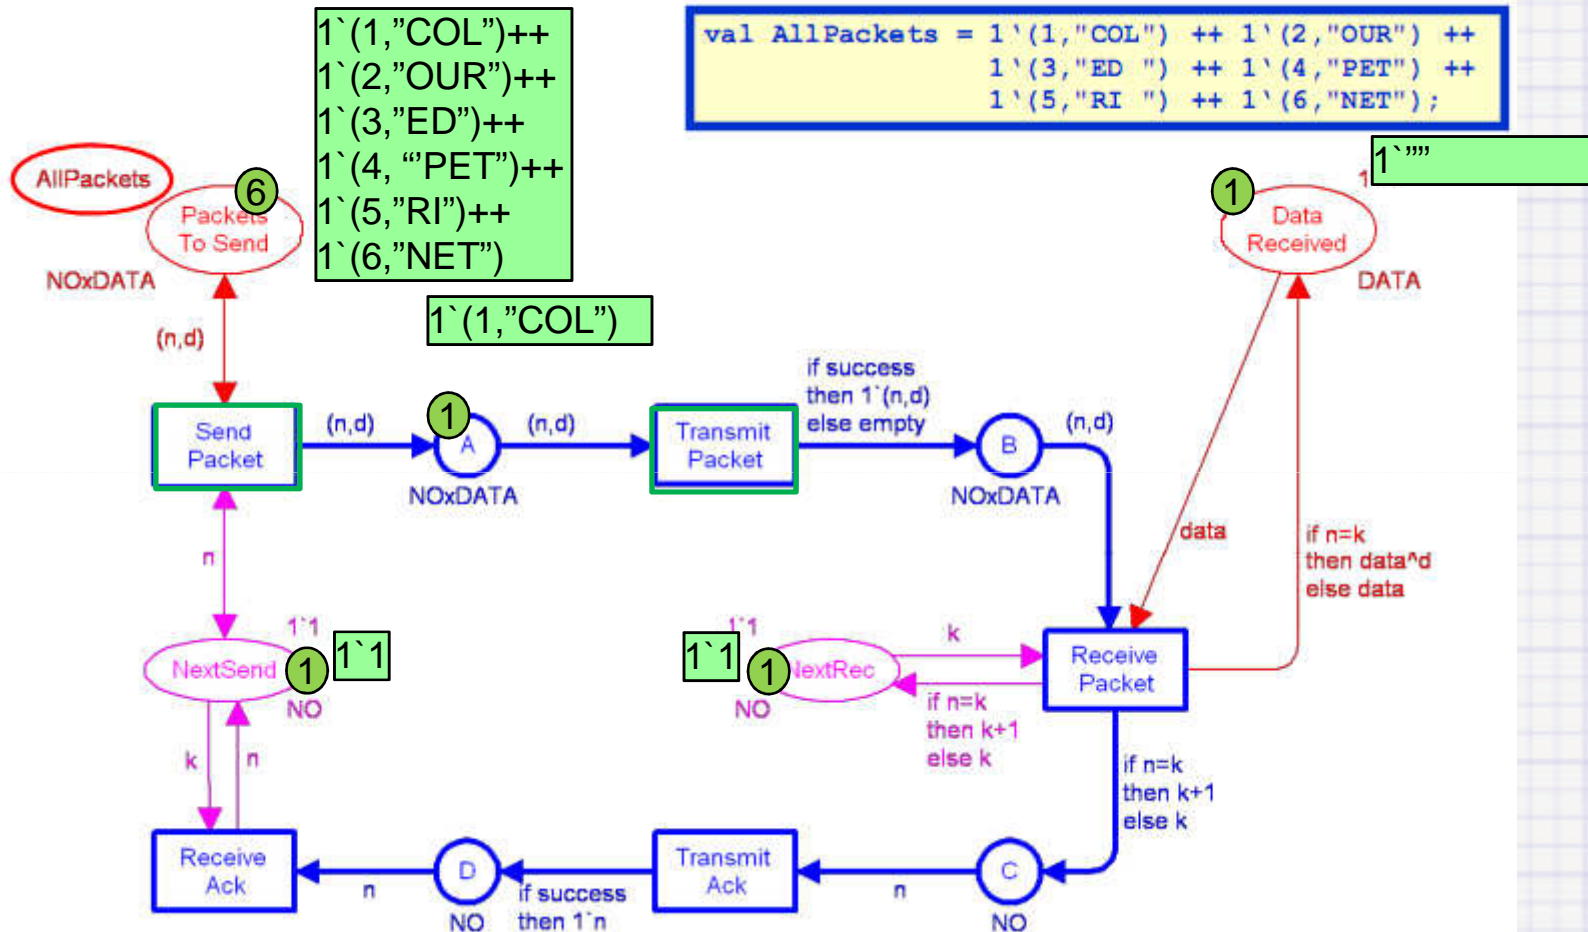 1`(1,”COL”)++
1`(2,”OUR”)++
1`(3,”ED”)++
1`(4, “’PET”)++
1`(5,”RI”)++
1`(6,”NET”)
val AllPackets = 1`(1,"COL") ++ 1`(2,"OUR") ++
1`(3,"ED ") ++ 1`(4,"PET") ++
1`(5,"RI ") ++ 1`(6,"NET");
AllPackets
6
Packets
To Send
NOxDATA
1`””
1
1
Data
Received
DATA
1`(1,”COL”)
(n,d)
Send
Packet
(n,d)
1
A
NOxDATA
(n,d)
Transmit
Packet
if success
then 1`(n,d)
else empty
B
NOxDATA
(n,d)
data
if n=k
then data^d
else data
n
1`1
NextSend
1
1`1
NO
1`1
1`1
1
NextRec
NO
k
if n=k
then k+1
else k
Receive
Packet
if n=k
then k+1
else k
k
n
Receive
Ack
n
D
NO
if success
then 1`n
Transmit
Ack
n
C
NO